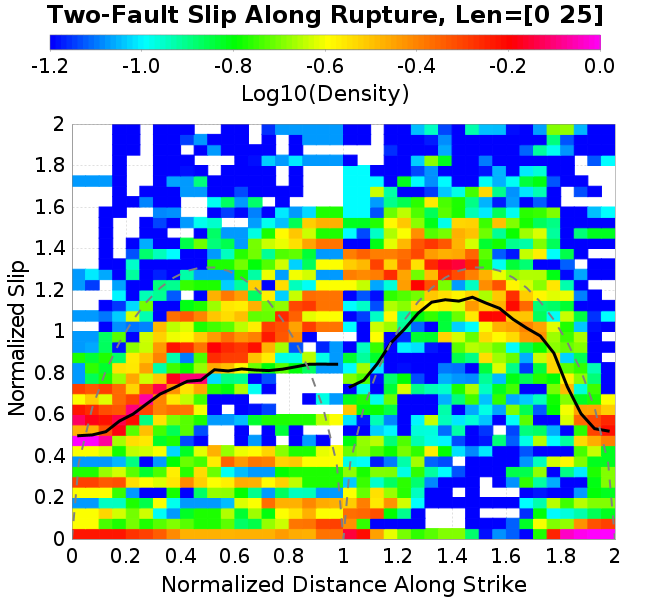 Two-Fault Slip Along Rupture, Len=[0 25]
-1.2 -1.0 -0.8 -0.6 -0.4 -0.2 0.0
Log10(Density)
2
1.8
1.6
1.4
1.2
1
0.8
0.6
0.4
0.2
0
Normalized Slip
0 0.2 0.4 0.6 0.8 1 1.2 1.4 1.6 1.8 2
Normalized Distance Along Strike